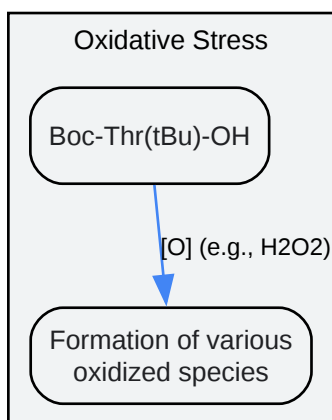 Oxidative Stress
Boc-Thr(tBu)-OH
[O] (e.g., H2O2)
Formation of various
oxidized species